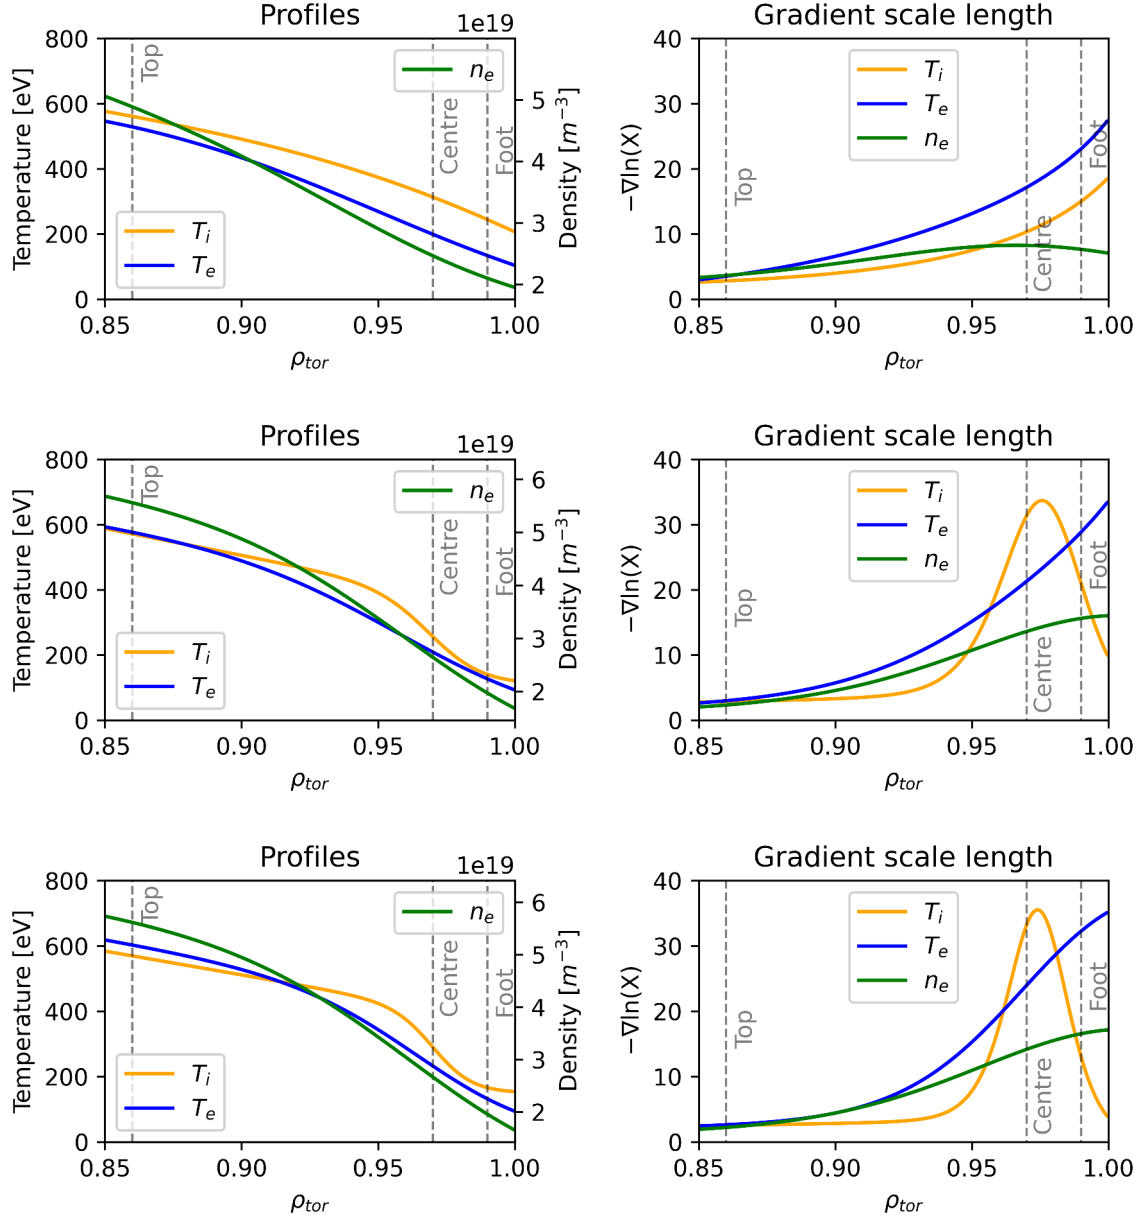 Profiles
1e19
800
600
400
200
0
Temperature [eV]
5
4
3
2
Density [m⁻³]
Top
Centre
Foot
n_e
T_i
T_e
0.85
0.90
0.95
1.00
ρ_tor
Gradient scale length
40
30
20
10
0
−∇ln(X)
Top
Centre
Foot
T_i
T_e
n_e
0.85
0.90
0.95
1.00
ρ_tor
Profiles
1e19
800
600
400
200
0
Temperature [eV]
6
5
4
3
2
Density [m⁻³]
Top
Centre
Foot
n_e
T_i
T_e
0.85
0.90
0.95
1.00
ρ_tor
Gradient scale length
40
30
20
10
0
−∇ln(X)
Top
Centre
Foot
T_i
T_e
n_e
0.85
0.90
0.95
1.00
ρ_tor
Profiles
1e19
800
600
400
200
0
Temperature [eV]
6
5
4
3
2
Density [m⁻³]
Top
Centre
Foot
n_e
T_i
T_e
0.85
0.90
0.95
1.00
ρ_tor
Gradient scale length
40
30
20
10
0
−∇ln(X)
Top
Centre
Foot
T_i
T_e
n_e
0.85
0.90
0.95
1.00
ρ_tor